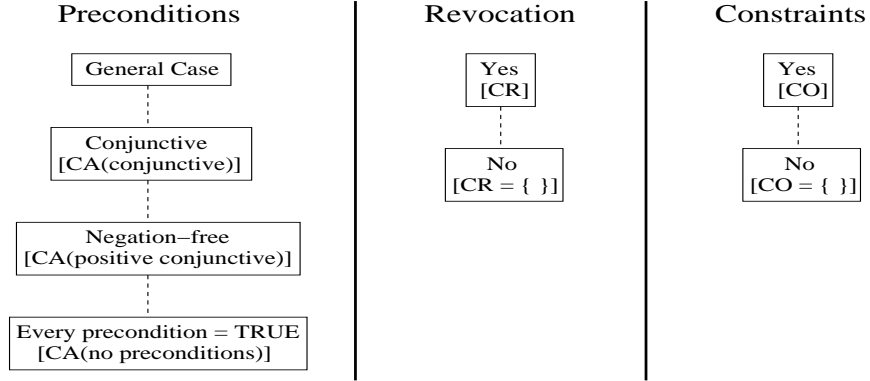 Preconditions
General Case
Conjunctive
[CA(conjunctive)]
Negation−free
[CA(positive conjunctive)]
Every precondition = TRUE
[CA(no preconditions)]
Revocation
Yes
[CR]
No
[CR = { }]
Constraints
Yes
[CO]
No
[CO = { }]